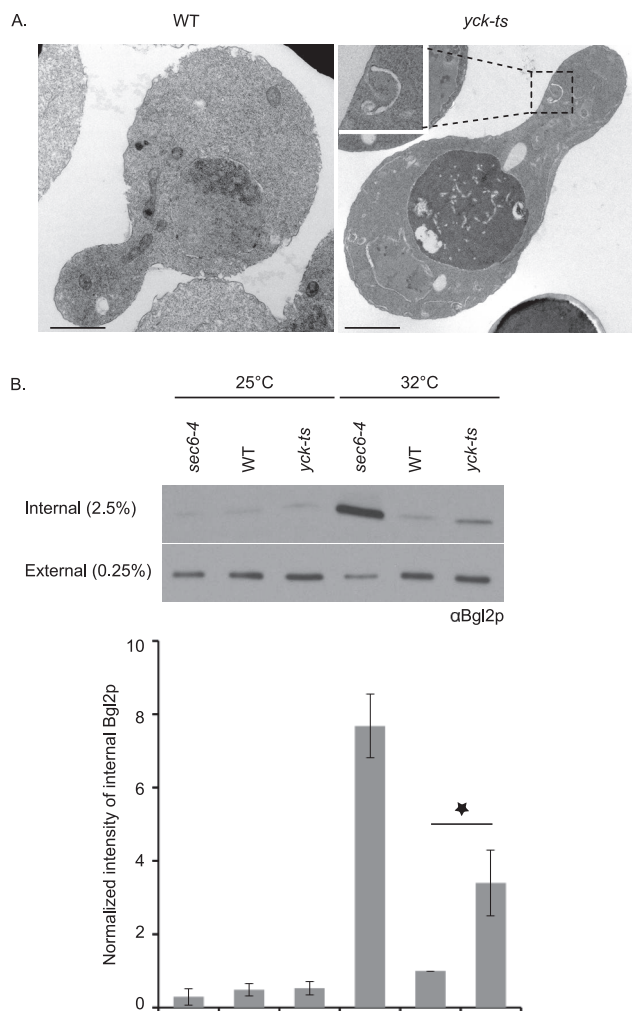 A.
WT
yck-ts
B.
25°C
32°C
sec6-4
WT
yck-ts
sec6-4
WT
yck-ts
Internal (2.5%)
External (0.25%)
αBgl2p
Normalized intensity of internal Bgl2p
10
8
6
4
2
0